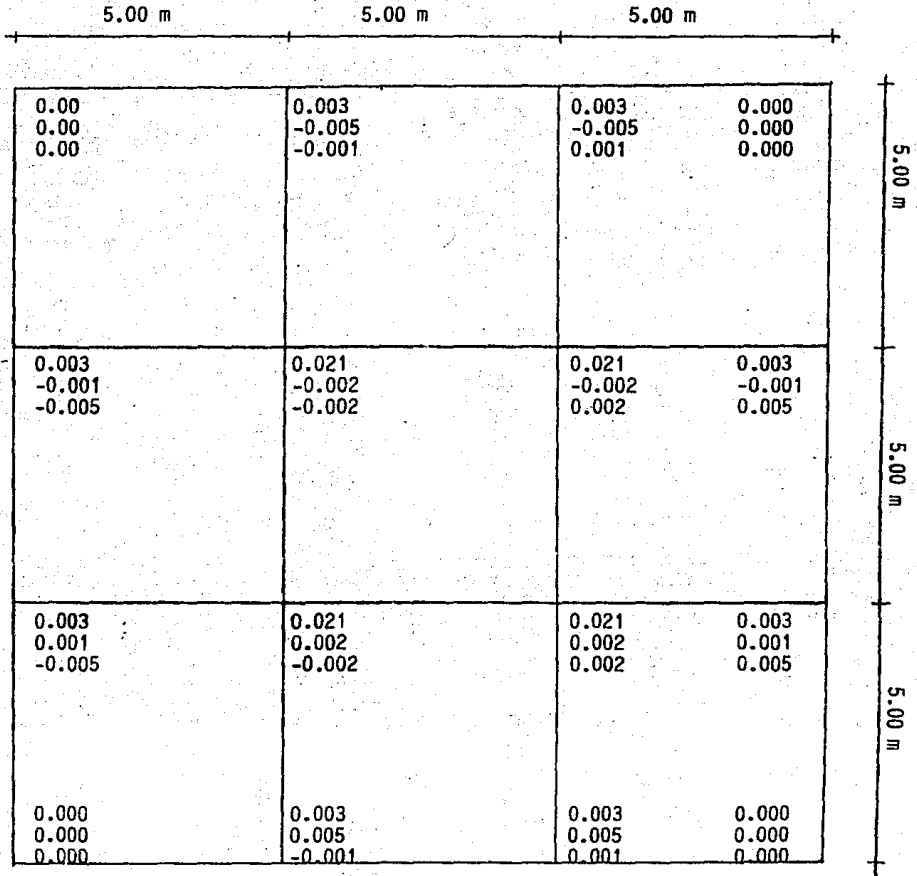 5.00 m 5.00 m 5.00 m
0.00 0.003 0.003 0.000
0.00 -0.005 -0.005 0.000
0.00 -0.001 0.001 0.000
5.00 m
0.003 0.021 0.021 0.003
-0.001 -0.002 -0.002 -0.001
-0.005 -0.002 0.002 0.005
5.00 m
0.003 0.021 0.021 0.003
0.001 0.002 0.002 0.001
-0.005 -0.002 0.002 0.005
5.00 m
0.000 0.003 0.003 0.000
0.000 0.005 0.005 0.000
0.000 -0.001 0.001 0.000